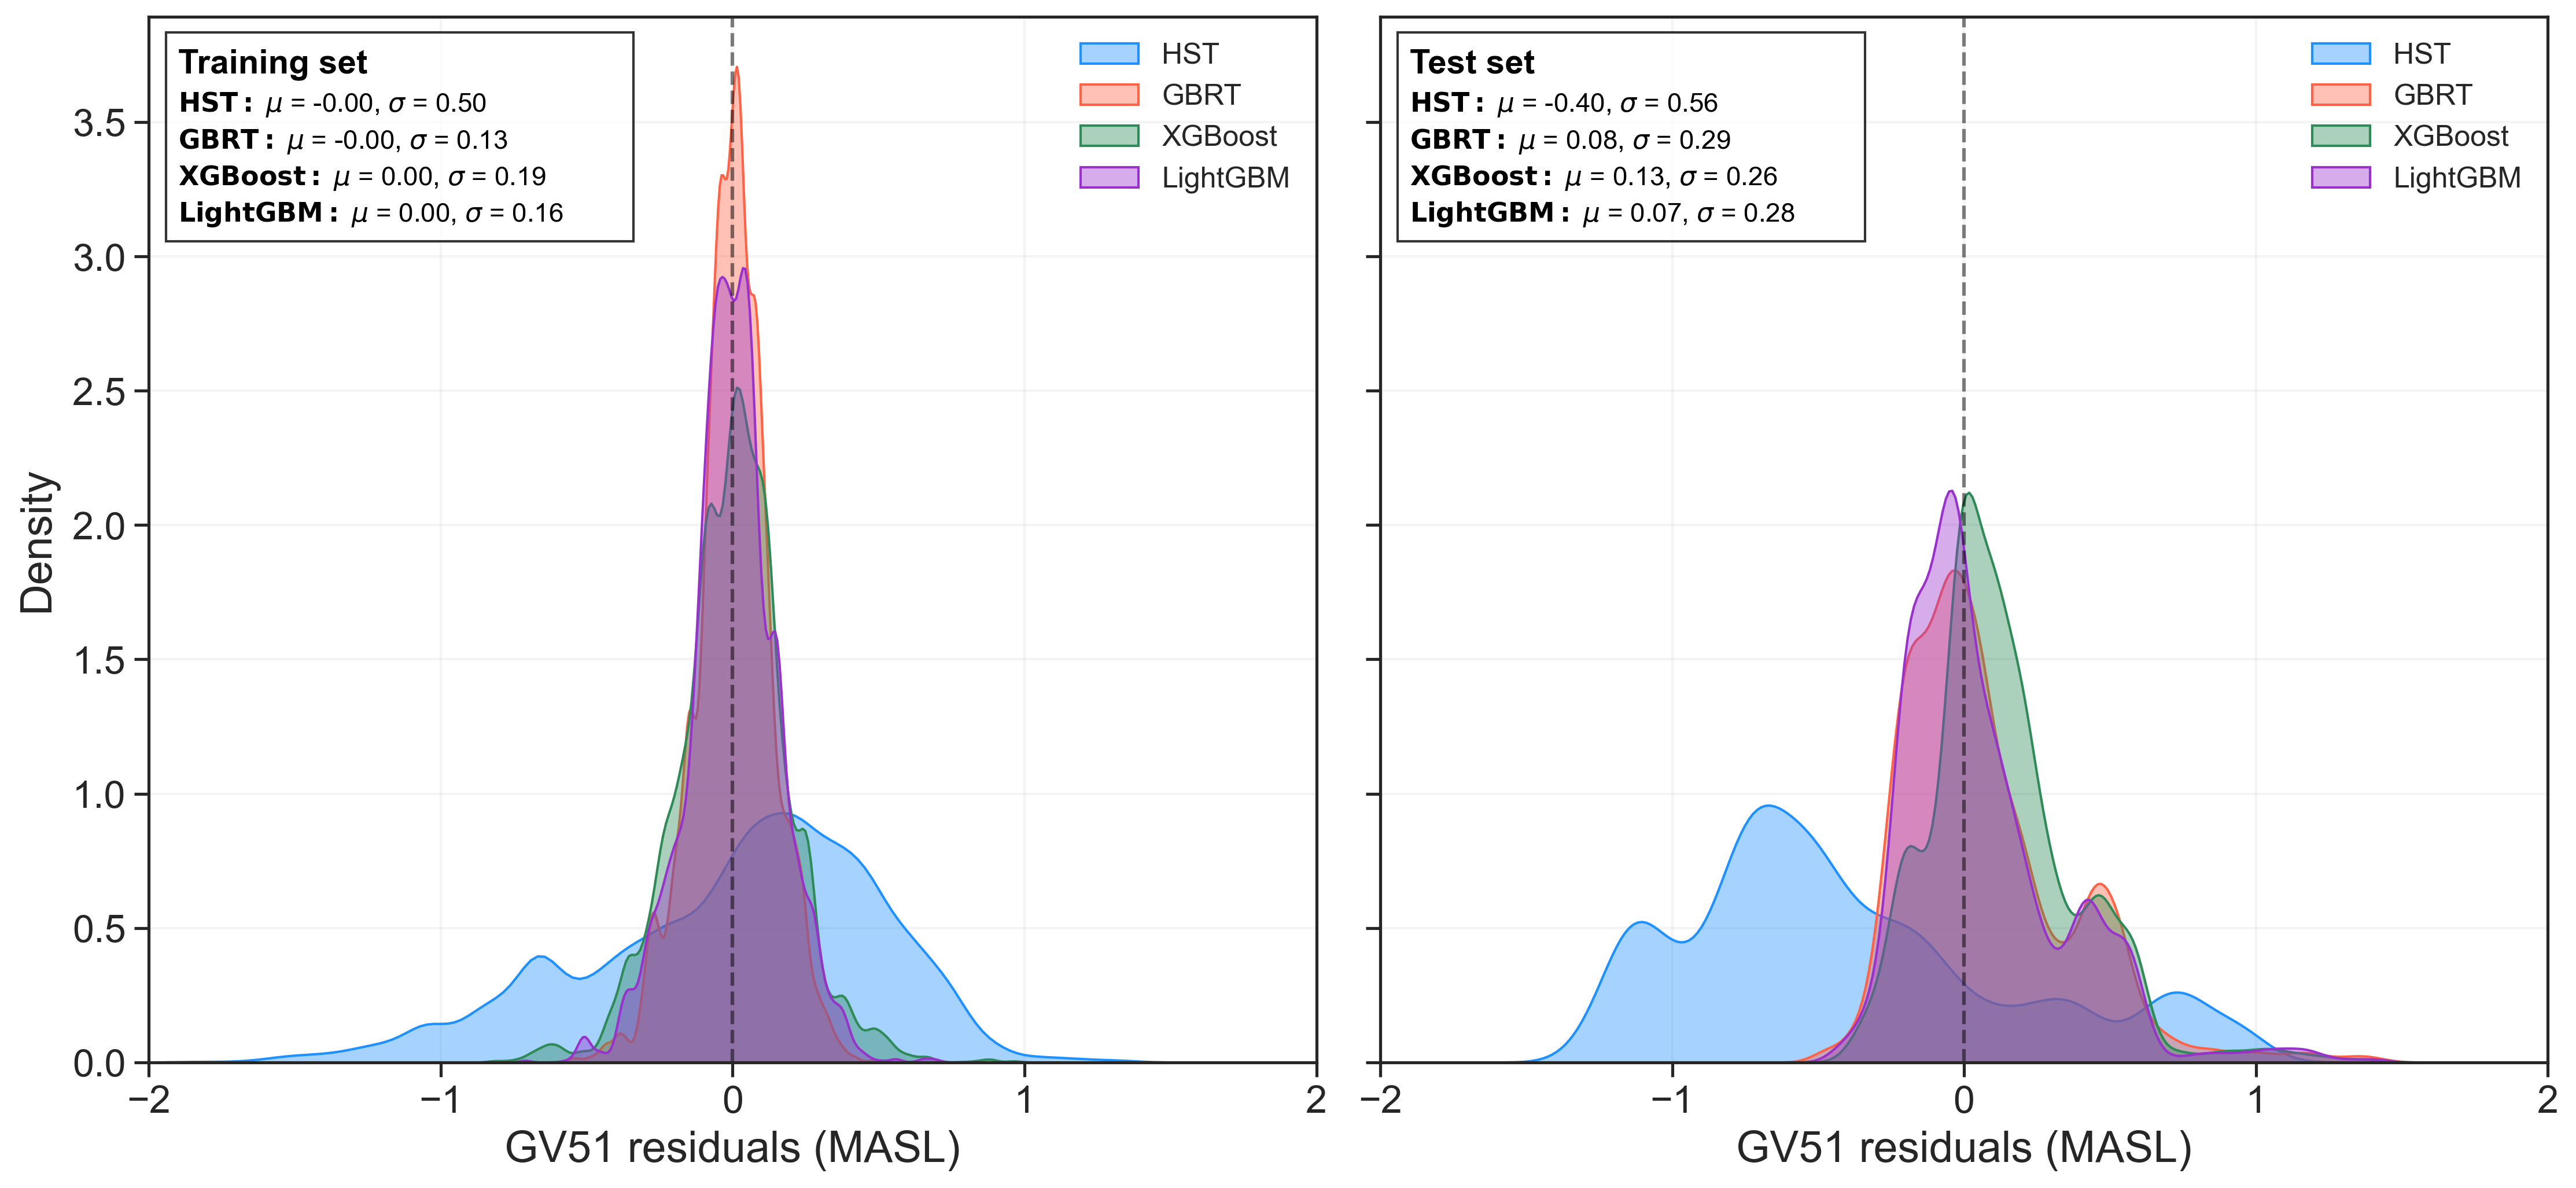 Training set
HST: μ = -0.00, σ = 0.50
GBRT: μ = -0.00, σ = 0.13
XGBoost: μ = 0.00, σ = 0.19
LightGBM: μ = 0.00, σ = 0.16
HST
GBRT
XGBoost
LightGBM
Density
3.5
3.0
2.5
2.0
1.5
1.0
0.5
0.0
−2
−1
0
1
2
GV51 residuals (MASL)
Test set
HST: μ = -0.40, σ = 0.56
GBRT: μ = 0.08, σ = 0.29
XGBoost: μ = 0.13, σ = 0.26
LightGBM: μ = 0.07, σ = 0.28
HST
GBRT
XGBoost
LightGBM
−2
−1
0
1
2
GV51 residuals (MASL)